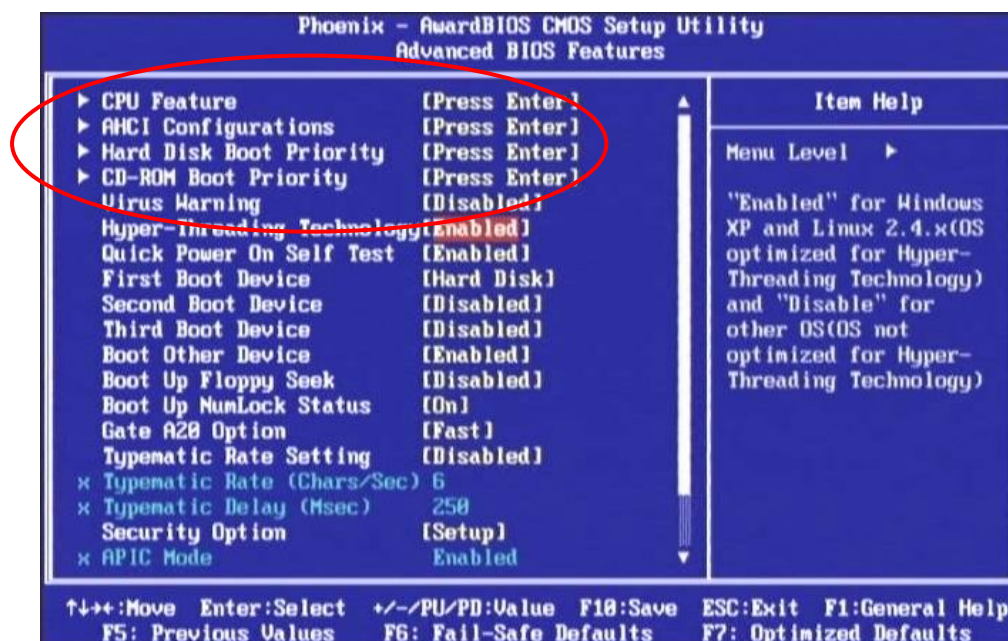 Phoenix - AwardBIOS CMOS Setup Utility
Advanced BIOS Features
► CPU Feature [Press Enter]
► AHCI Configurations [Press Enter]
► Hard Disk Boot Priority [Press Enter]
► CD-ROM Boot Priority [Press Enter]
Virus Warning [Disabled]
Hyper-Threading Technology[Enabled]
Quick Power On Self Test [Enabled]
First Boot Device [Hard Disk]
Second Boot Device [Disabled]
Third Boot Device [Disabled]
Boot Other Device [Enabled]
Boot Up Floppy Seek [Disabled]
Boot Up NumLock Status [On]
Gate A20 Option [Fast]
Typematic Rate Setting [Disabled]
x Typematic Rate (Chars/Sec) 6
x Typematic Delay (Msec) 250
Security Option [Setup]
x APIC Mode Enabled
Item Help
Menu Level ►
"Enabled" for Windows
XP and Linux 2.4.x(OS
optimized for Hyper-
Threading Technology)
and "Disable" for
other OS(OS not
optimized for Hyper-
Threading Technology)
↑↓→←:Move Enter:Select +/-/PU/PD:Value F10:Save ESC:Exit F1:General Help
F5: Previous Values F6: Fail-Safe Defaults F7: Optimized Defaults